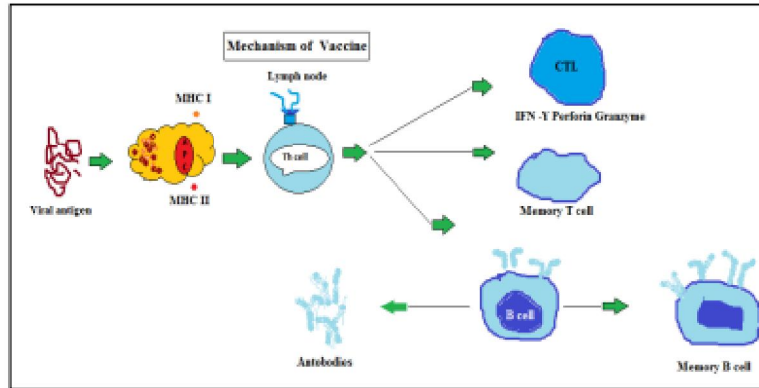 Mechanism of Vaccine
Lymph node
MHC I
CTL
IFN -Y Perforin Granzyme
Th cell
MHC II
Viral antigen
Memory T cell
B cell
Autobodies
Memory B cell